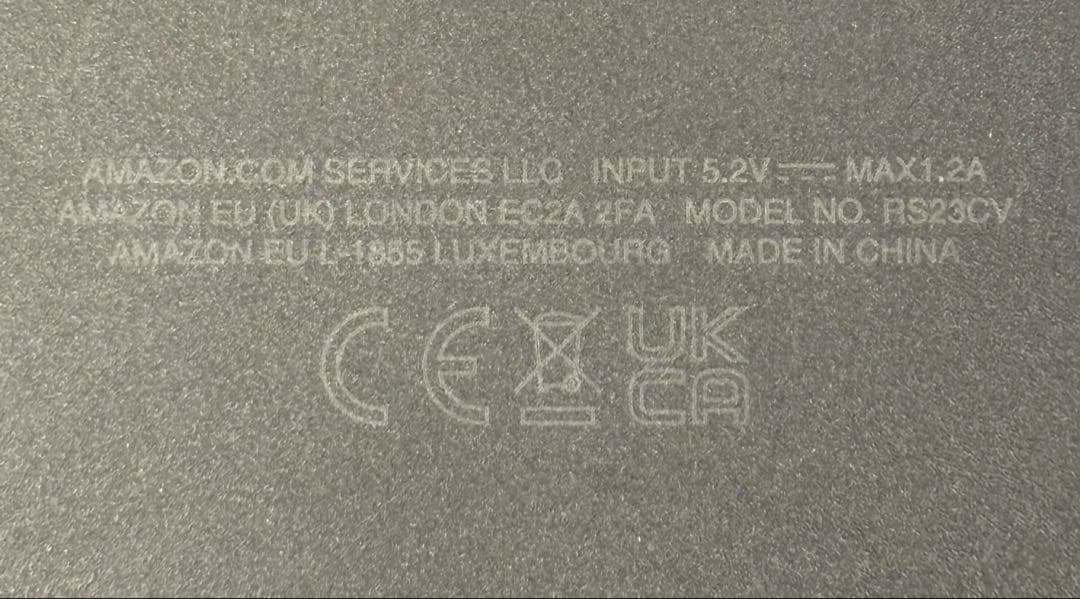 AMAZON.COM SERVICES LLC INPUT 5.2V ⎓ MAX1.2A
AMAZON EU (UK) LONDON EC2A 2FA MODEL NO. RS23CV
AMAZON EU L-1855 LUXEMBOURG MADE IN CHINA
CE UK
CA